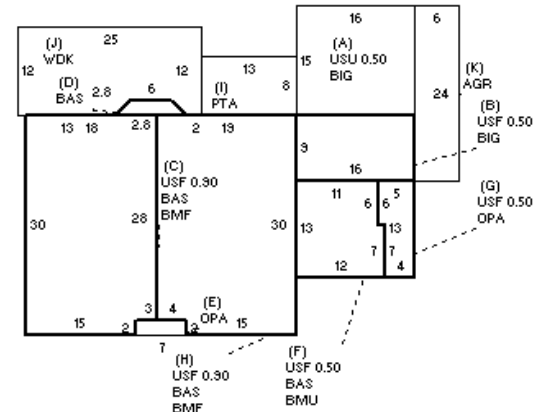 16
6
25
(J)
WDK
12
12
(D)
BAS
2.8
6
13
8
(I)
PTA
15
(A)
USU 0.50
BIG
24
(K)
AGR
(B)
USF 0.50
BIG
13 18
2.8
2 19
9
16
(C)
USF 0.90
BAS
BMF
30
28
30
11
5
6
6
13
13
7
7
12
4
(G)
USF 0.50
OPA
3 4
(E)
OPA
15
2
2
15
7
(H)
USF 0.90
BAS
BMF
(F)
USF 0.50
BAS
BMU